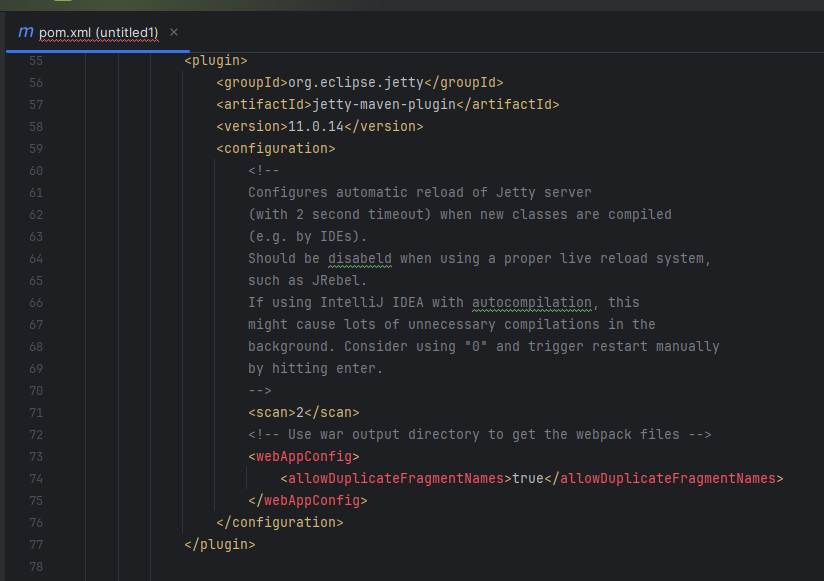 m pom.xml (untitled1) ×
55 <plugin>
56 <groupId>org.eclipse.jetty</groupId>
57 <artifactId>jetty-maven-plugin</artifactId>
58 <version>11.0.14</version>
59 <configuration>
60 <!--
61 Configures automatic reload of Jetty server
62 (with 2 second timeout) when new classes are compiled
63 (e.g. by IDEs).
64 Should be disabeld when using a proper live reload system,
65 such as JRebel.
66 If using IntelliJ IDEA with autocompilation, this
67 might cause lots of unnecessary compilations in the
68 background. Consider using "0" and trigger restart manually
69 by hitting enter.
70 -->
71 <scan>2</scan>
72 <!-- Use war output directory to get the webpack files -->
73 <webAppConfig>
74 <allowDuplicateFragmentNames>true</allowDuplicateFragmentNames>
75 </webAppConfig>
76 </configuration>
77 </plugin>
78